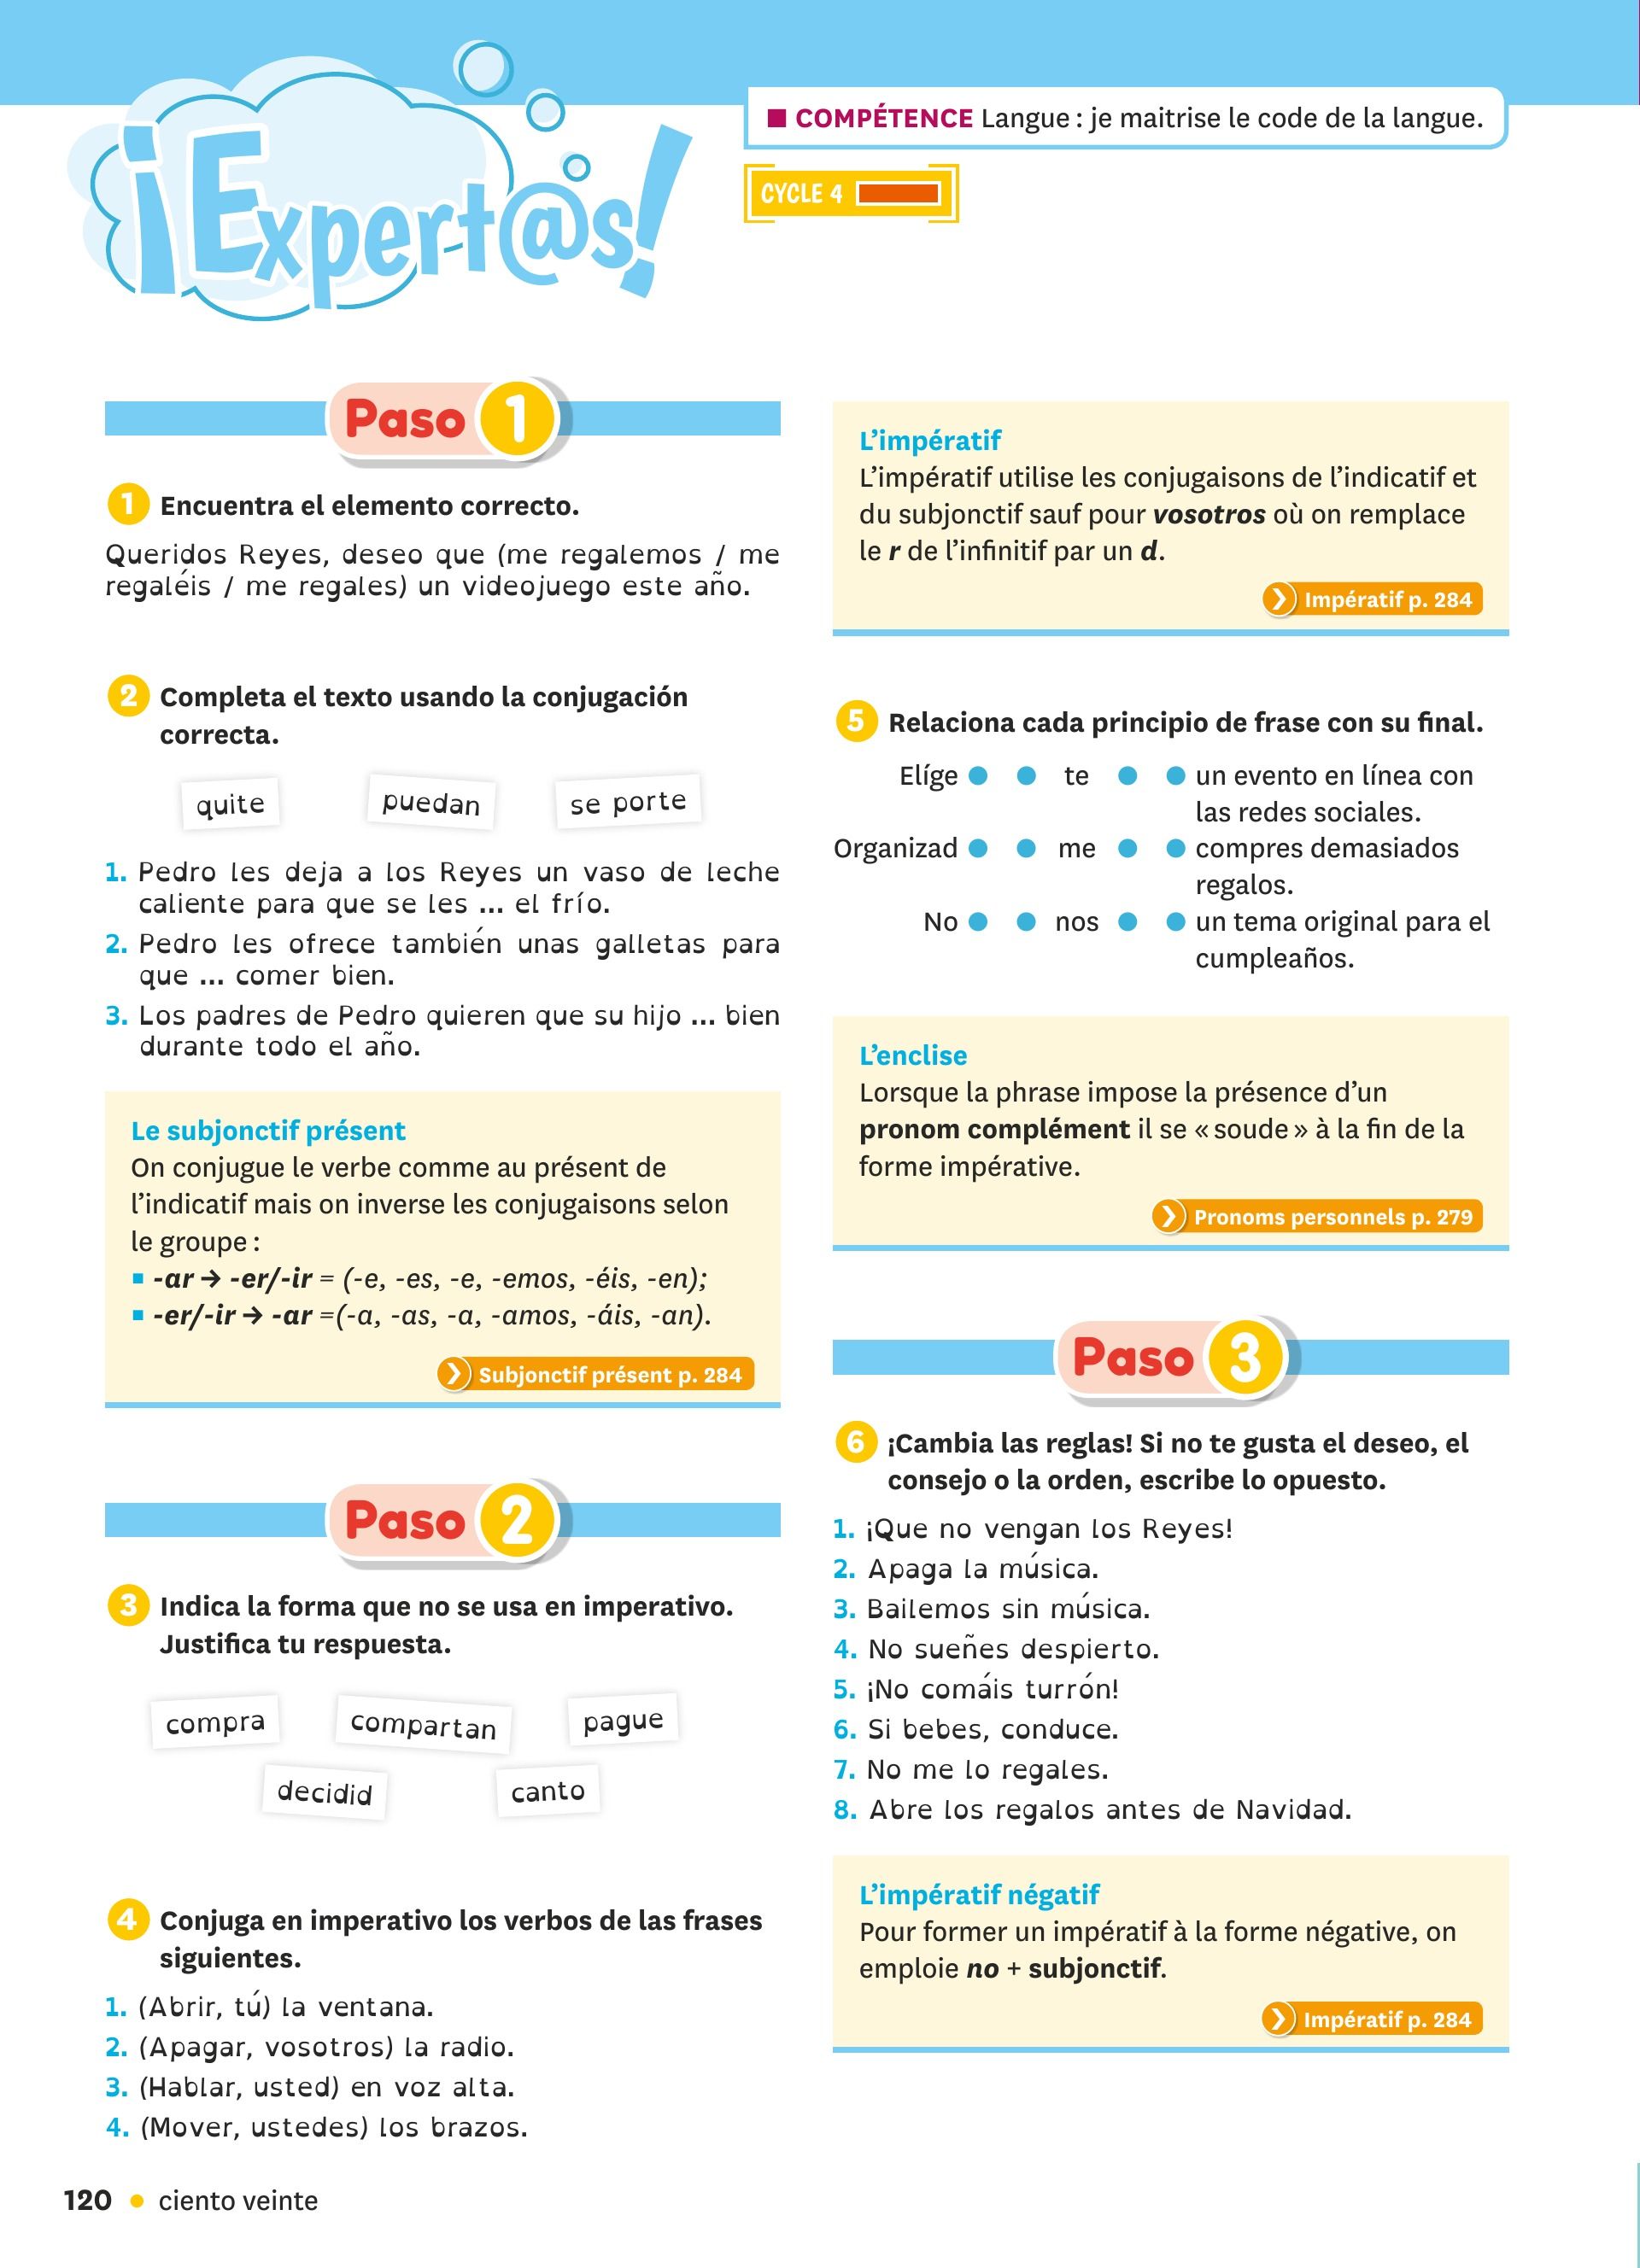 ¡Expert@s!
■ COMPÉTENCE Langue : je maitrise le code de la langue.
CYCLE 4
Paso 1
1 Encuentra el elemento correcto.
Queridos Reyes, deseo que (me regalemos / me
regaléis / me regales) un videojuego este año.
2 Completa el texto usando la conjugación
correcta.
quite puedan se porte
1. Pedro les deja a los Reyes un vaso de leche
caliente para que se les ... el frío.
2. Pedro les ofrece también unas galletas para
que ... comer bien.
3. Los padres de Pedro quieren que su hijo ... bien
durante todo el año.
Le subjonctif présent
On conjugue le verbe comme au présent de
l'indicatif mais on inverse les conjugaisons selon
le groupe :
▪ -ar → -er/-ir = (-e, -es, -e, -emos, -éis, -en);
▪ -er/-ir → -ar =(-a, -as, -a, -amos, -áis, -an).
Subjonctif présent p. 284
Paso 2
3 Indica la forma que no se usa en imperativo.
Justifica tu respuesta.
compra compartan pague
decidid canto
4 Conjuga en imperativo los verbos de las frases
siguientes.
1. (Abrir, tú) la ventana.
2. (Apagar, vosotros) la radio.
3. (Hablar, usted) en voz alta.
4. (Mover, ustedes) los brazos.
L'impératif
L'impératif utilise les conjugaisons de l'indicatif et
du subjonctif sauf pour vosotros où on remplace
le r de l'infinitif par un d.
Impératif p. 284
5 Relaciona cada principio de frase con su final.
Elíge ● ● te ● ● un evento en línea con
las redes sociales.
Organizad ● ● me ● ● compres demasiados
regalos.
No ● ● nos ● ● un tema original para el
cumpleaños.
L'enclise
Lorsque la phrase impose la présence d'un
pronom complément il se « soude » à la fin de la
forme impérative.
Pronoms personnels p. 279
Paso 3
6 ¡Cambia las reglas! Si no te gusta el deseo, el
consejo o la orden, escribe lo opuesto.
1. ¡Que no vengan los Reyes!
2. Apaga la música.
3. Bailemos sin música.
4. No sueñes despierto.
5. ¡No comáis turrón!
6. Si bebes, conduce.
7. No me lo regales.
8. Abre los regalos antes de Navidad.
L'impératif négatif
Pour former un impératif à la forme négative, on
emploie no + subjonctif.
Impératif p. 284
120 • ciento veinte